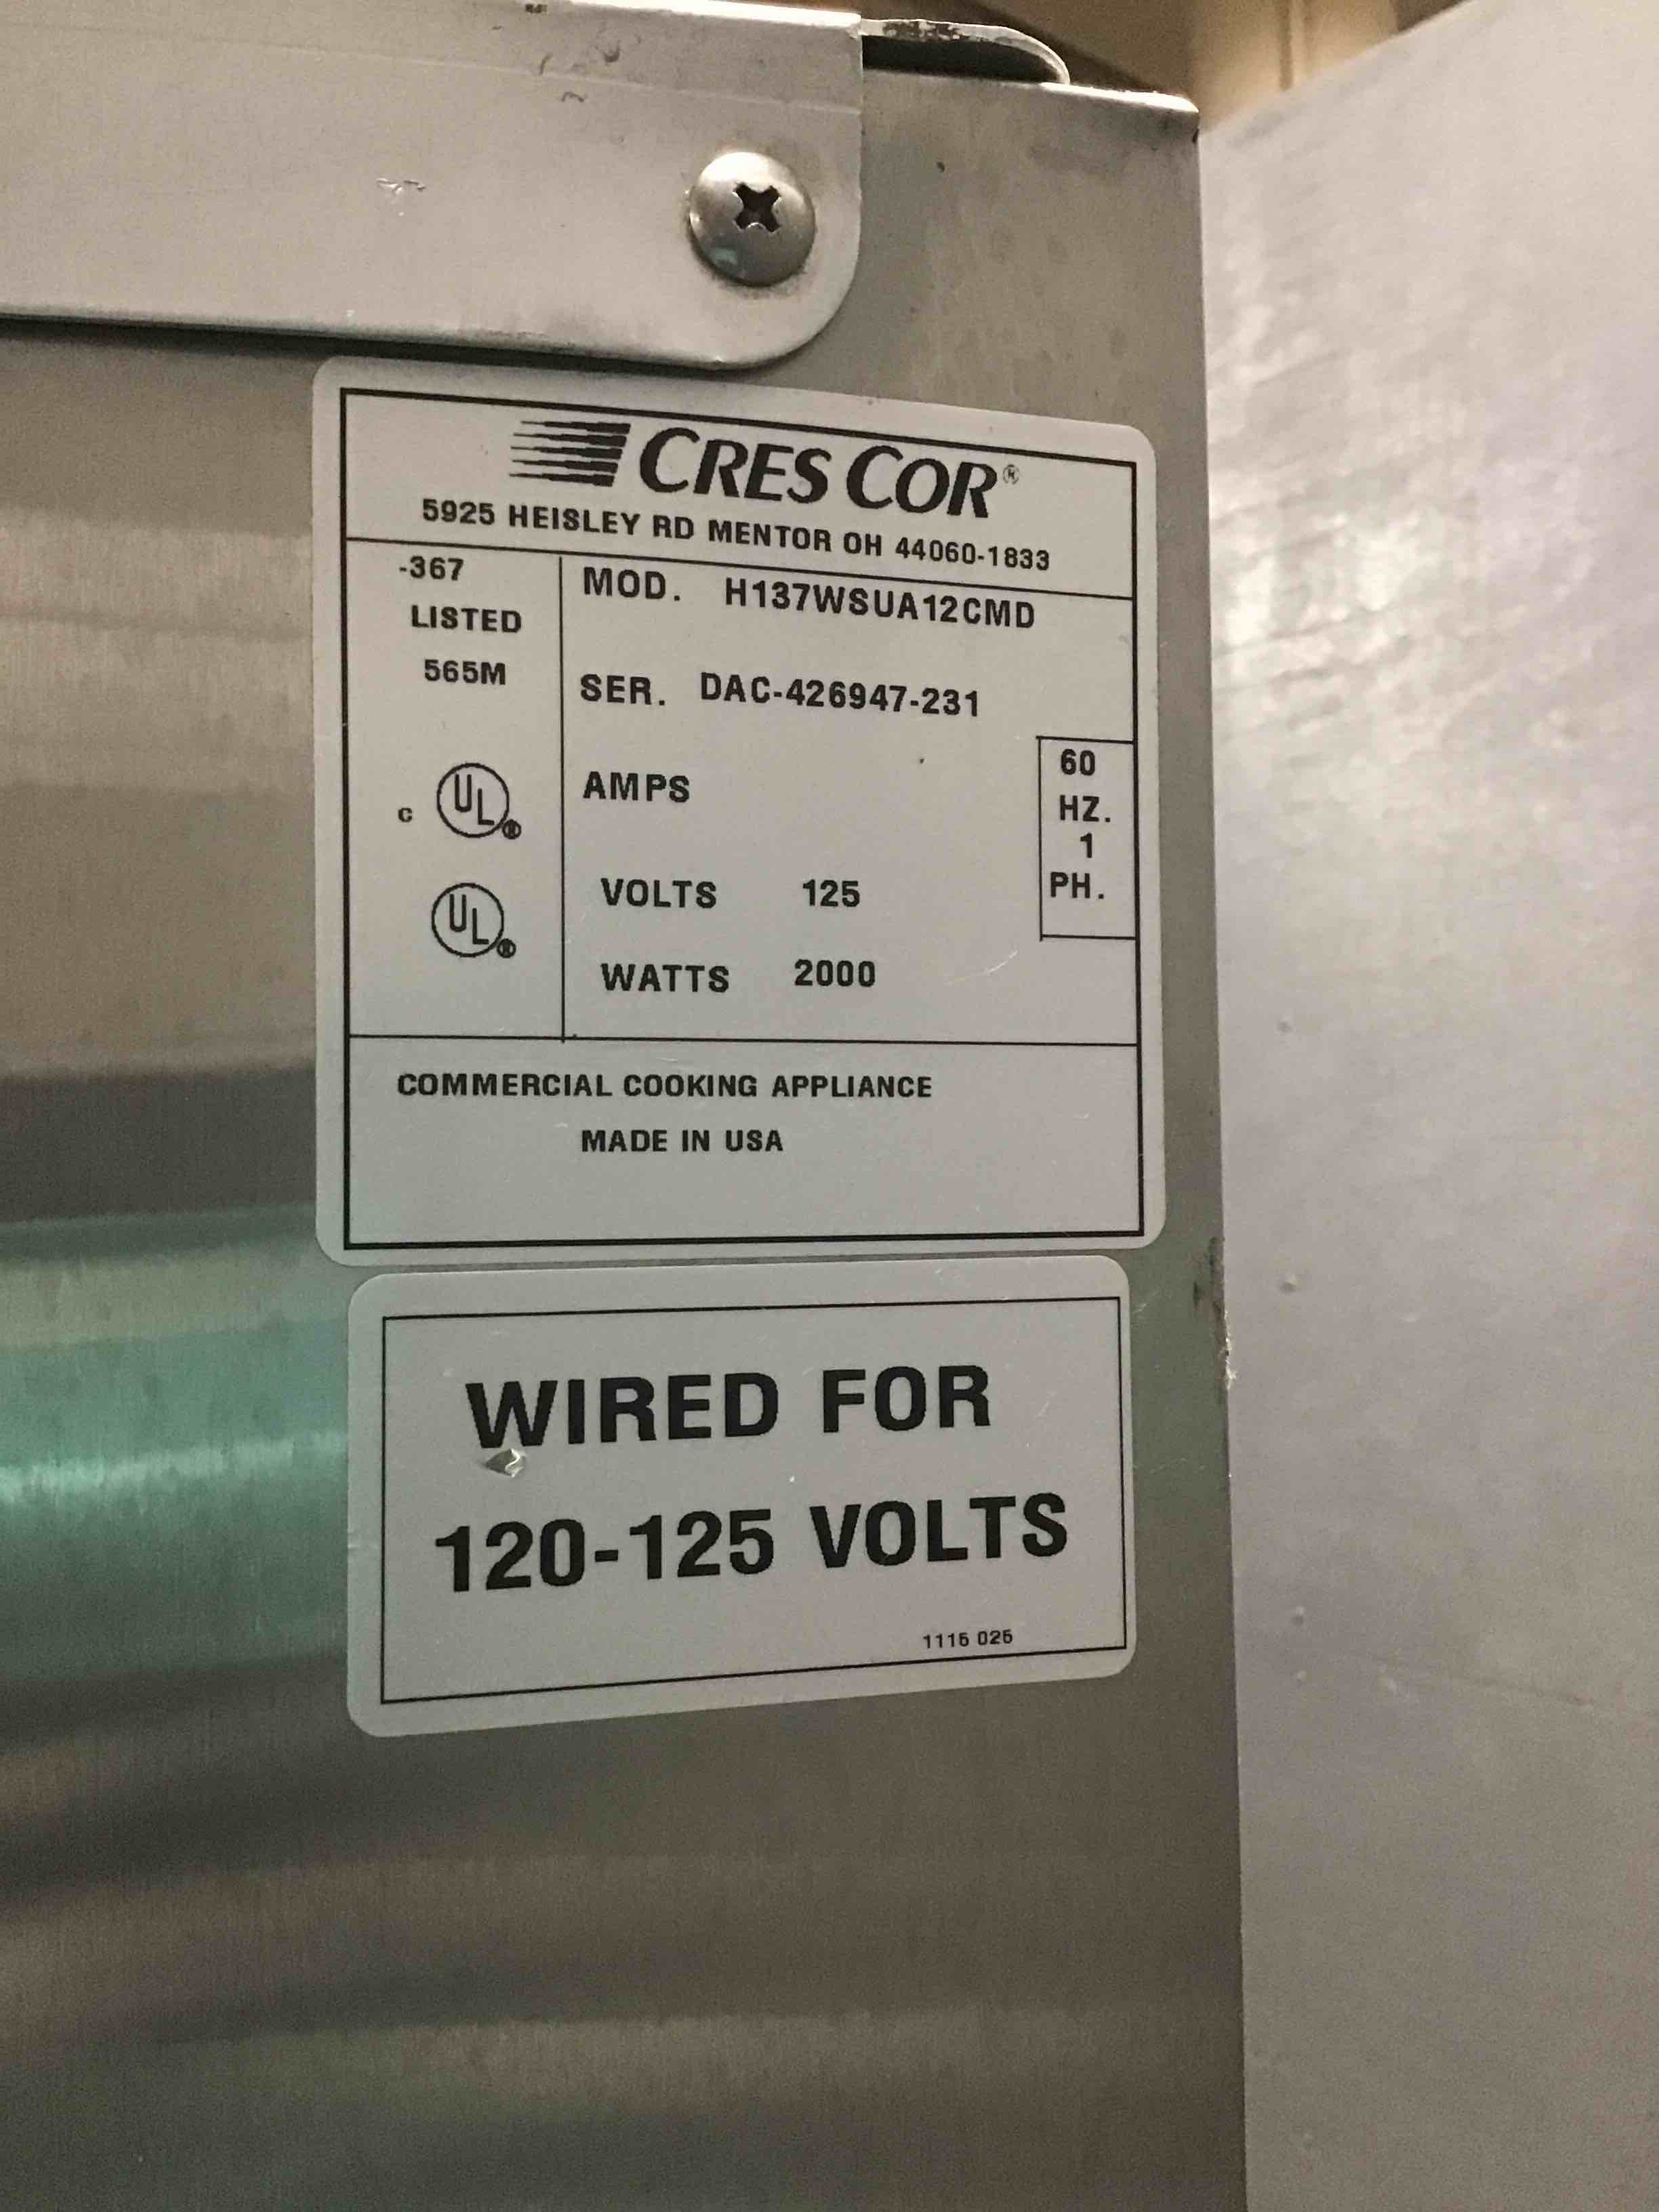 CRES COR®
5925 HEISLEY RD MENTOR OH 44060-1833
-367
LISTED
565M
C UL®
UL®
MOD. H137WSUA12CMD
SER. DAC-426947-231
AMPS
VOLTS 125
WATTS 2000
60
HZ.
1
PH.
COMMERCIAL COOKING APPLIANCE
MADE IN USA
WIRED FOR
120-125 VOLTS
1115 025